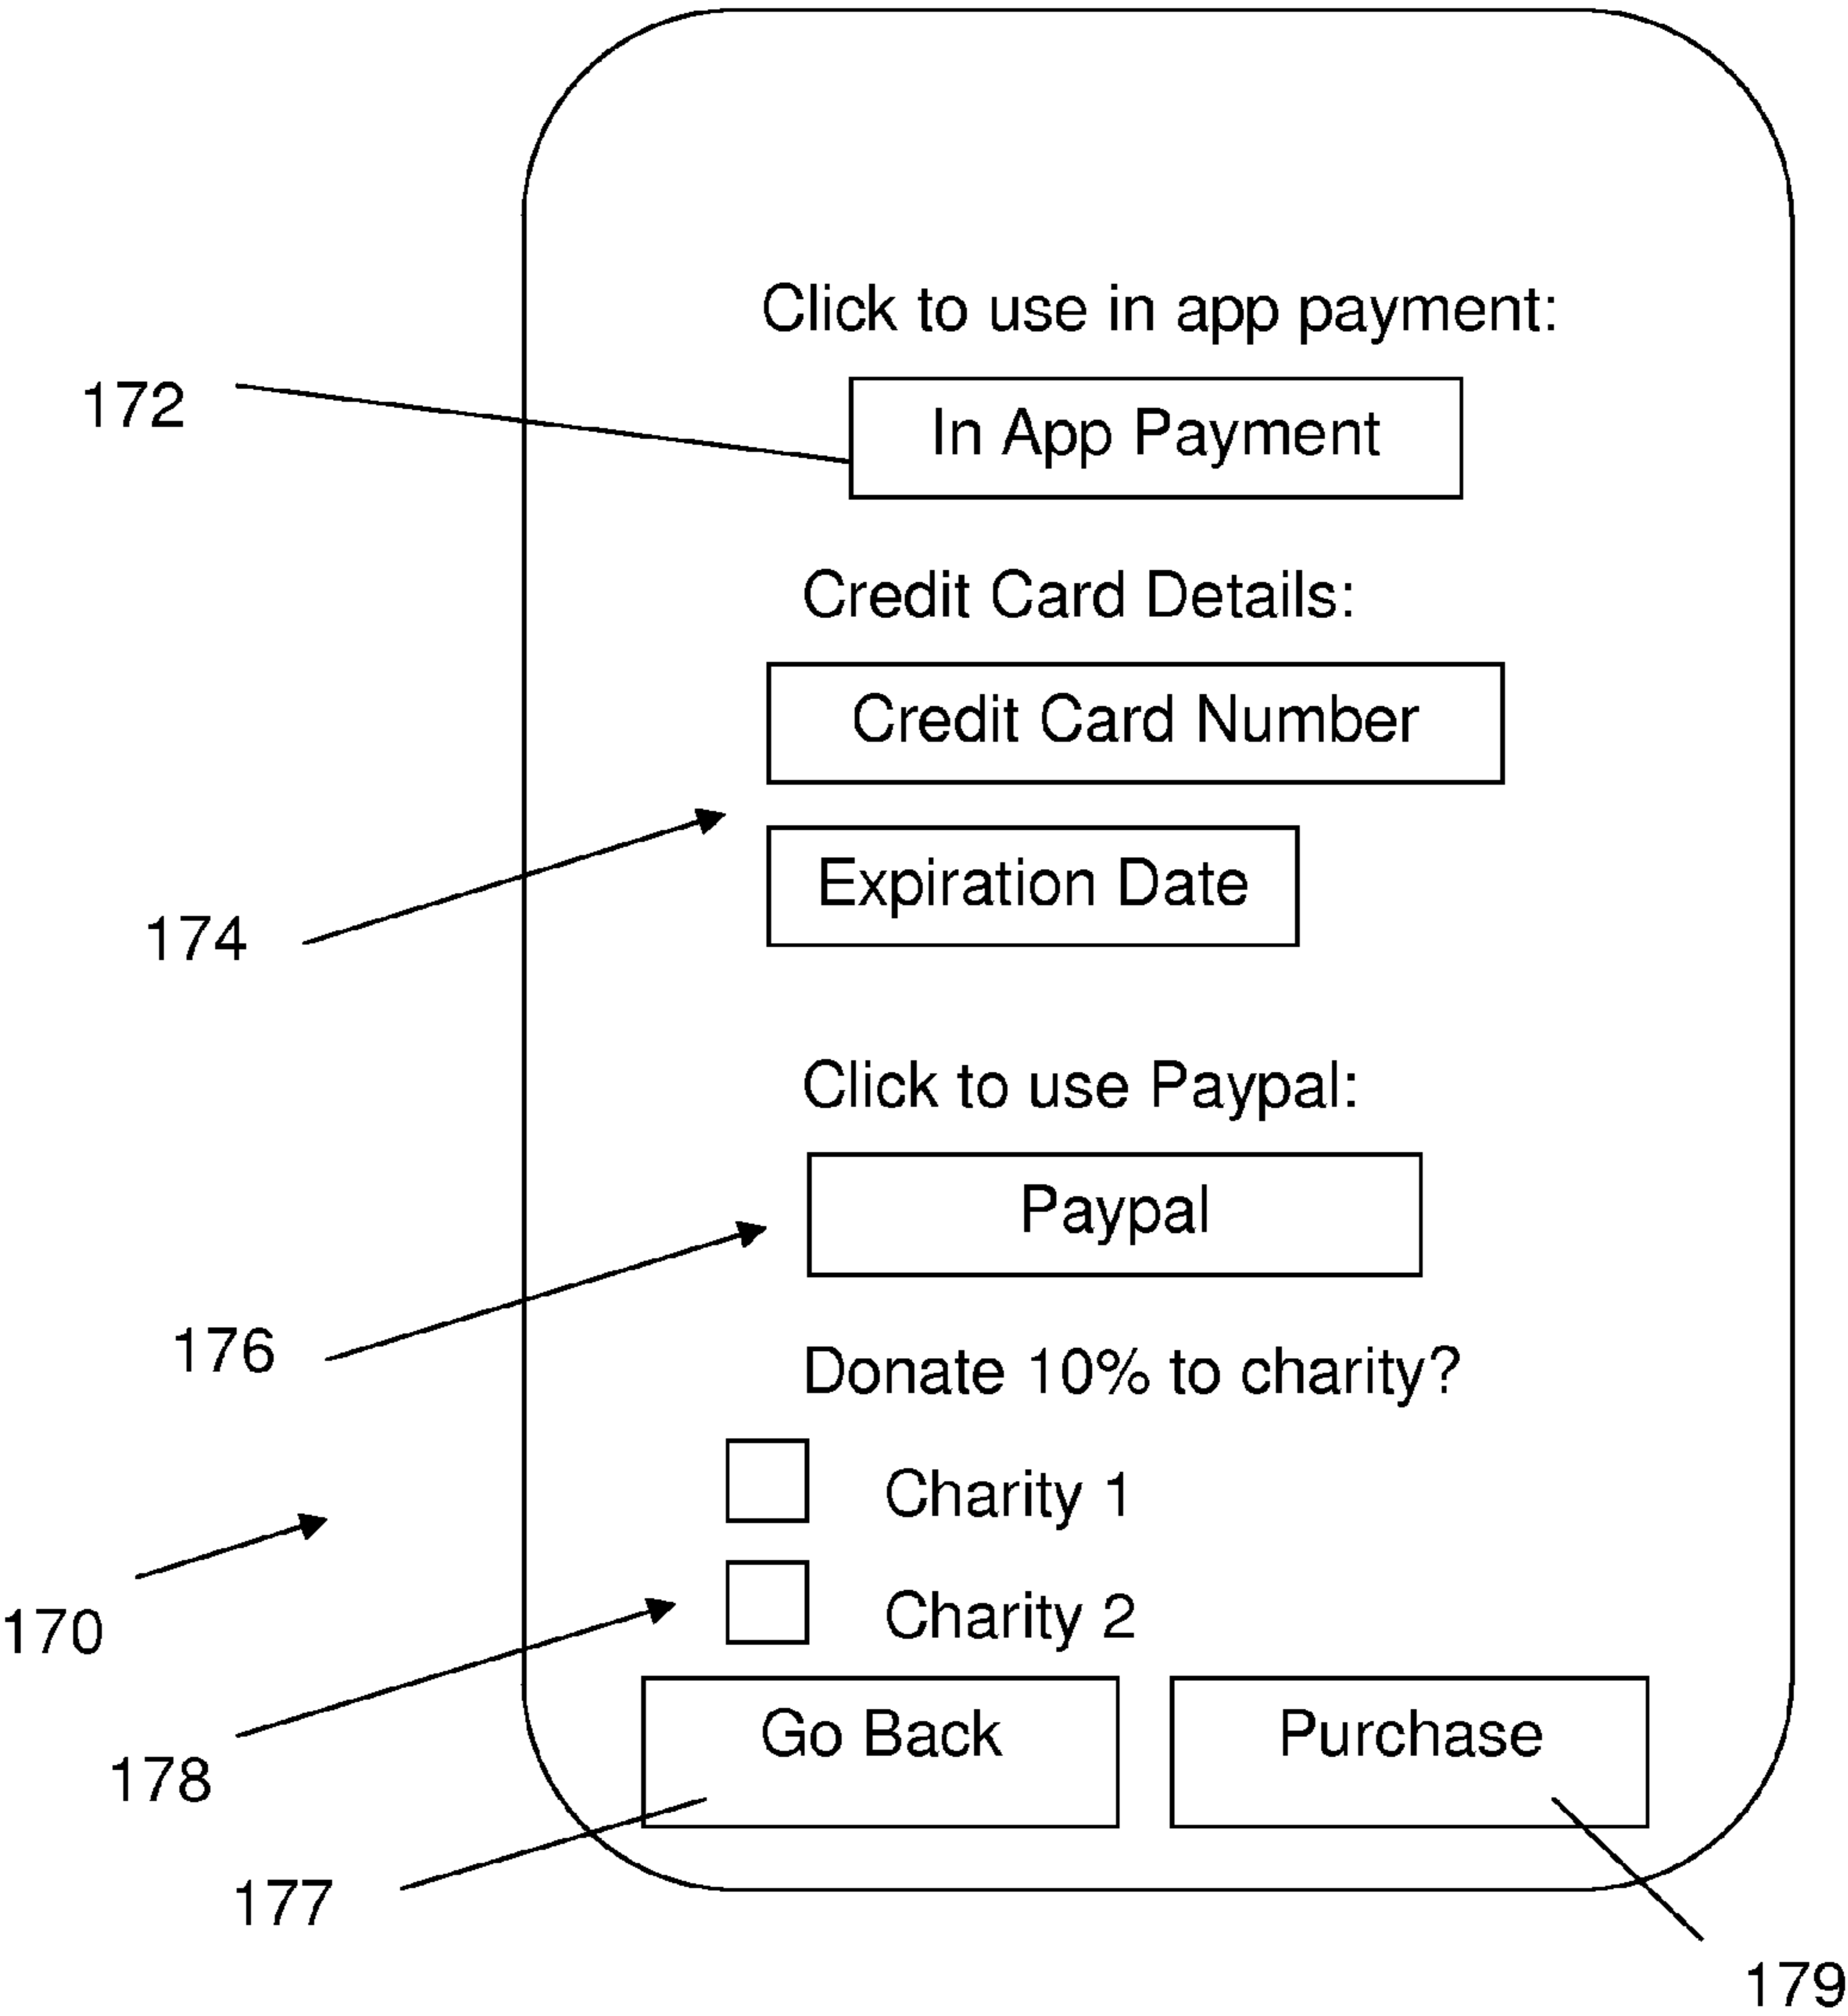 Click to use in app payment:
172
In App Payment
Credit Card Details:
Credit Card Number
174
Expiration Date
Click to use Paypal:
Paypal
176
Donate 10% to charity?
Charity 1
170
Charity 2
Go Back
Purchase
178
177
179